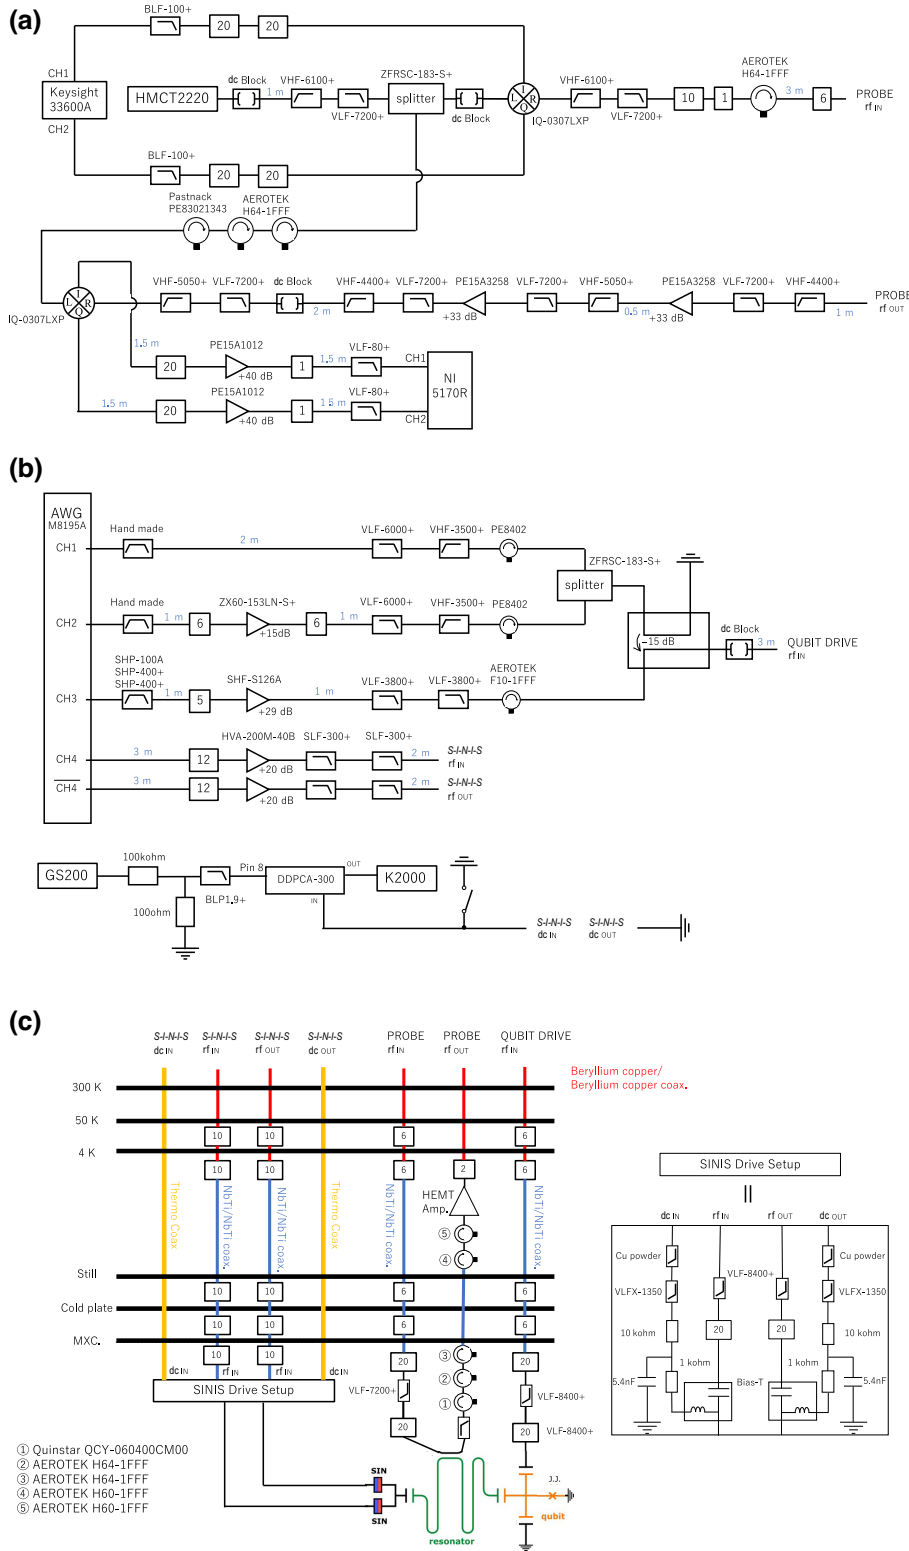 (a)
BLF-100+
20
20
CH1
Keysight
33600A
CH2
HMCT2220
dc Block
1 m
VHF-6100+
VLF-7200+
ZFRSC-183-S+
splitter
dc Block
I
L
R
Q
IQ-0307LXP
VHF-6100+
VLF-7200+
10
1
AEROTEK
H64-1FFF
3 m
6
PROBE
rf IN
BLF-100+
20
20
Pastnack
PE83021343
AEROTEK
H64-1FFF
I
L
R
Q
IQ-0307LXP
VHF-5050+
VLF-7200+
dc Block
2 m
VHF-4400+
VLF-7200+
PE15A3258
+33 dB
VLF-7200+
VHF-5050+
0.5 m
PE15A3258
+33 dB
VLF-7200+
VHF-4400+
1 m
PROBE
rf OUT
1.5 m
20
PE15A1012
+40 dB
1
1.5 m
VLF-80+
CH1
NI
5170R
1.5 m
20
PE15A1012
+40 dB
1
1.5 m
VLF-80+
CH2
(b)
AWG
M8195A
CH1
Hand made
2 m
VLF-6000+
VHF-3500+
PE8402
ZFRSC-183-S+
splitter
CH2
Hand made
1 m
6
ZX60-153LN-S+
+15dB
6
1 m
VLF-6000+
VHF-3500+
PE8402
-15 dB
dc Block
3 m
QUBIT DRIVE
rf IN
CH3
SHP-100A
SHP-400+
SHP-400+
1 m
5
SHF-S126A
+29 dB
1 m
VLF-3800+
VLF-3800+
AEROTEK
F10-1FFF
CH4
3 m
12
HVA-200M-40B
+20 dB
SLF-300+
SLF-300+
2 m
S-I-N-I-S
rf IN
CH4
3 m
12
+20 dB
2 m
S-I-N-I-S
rf OUT
GS200
100kohm
100ohm
BLP1.9+
Pin 8
DDPCA-300
OUT
IN
K2000
S-I-N-I-S
dc IN
S-I-N-I-S
dc OUT
(c)
S-I-N-I-S
dc IN
S-I-N-I-S
rf IN
S-I-N-I-S
rf OUT
S-I-N-I-S
dc OUT
PROBE
rf IN
PROBE
rf OUT
QUBIT DRIVE
rf IN
Beryllium copper/
Beryllium copper coax.
300 K
50 K
10
10
6
6
4 K
10
10
6
2
6
Thermo Coax
NbTi/NbTi coax.
NbTi/NbTi coax.
Thermo Coax
NbTi/NbTi coax.
HEMT
Amp.
⑤
④
NbTi/NbTi coax.
Still
10
10
6
6
Cold plate
10
10
6
6
MXC.
10
10
20
③
②
①
20
dc IN
rf IN
rf IN
dc IN
SINIS Drive Setup
VLF-7200+
20
VLF-8400+
20
VLF-8400+
SIN
SIN
resonator
J.J.
qubit
① Quinstar QCY-060400CM00
② AEROTEK H64-1FFF
③ AEROTEK H64-1FFF
④ AEROTEK H60-1FFF
⑤ AEROTEK H60-1FFF
SINIS Drive Setup
dc IN
rf IN
rf OUT
dc OUT
Cu powder
Cu powder
VLF-8400+
VLFX-1350
VLFX-1350
20
20
10 kohm
10 kohm
1 kohm
1 kohm
5.4nF
Bias-T
5.4nF